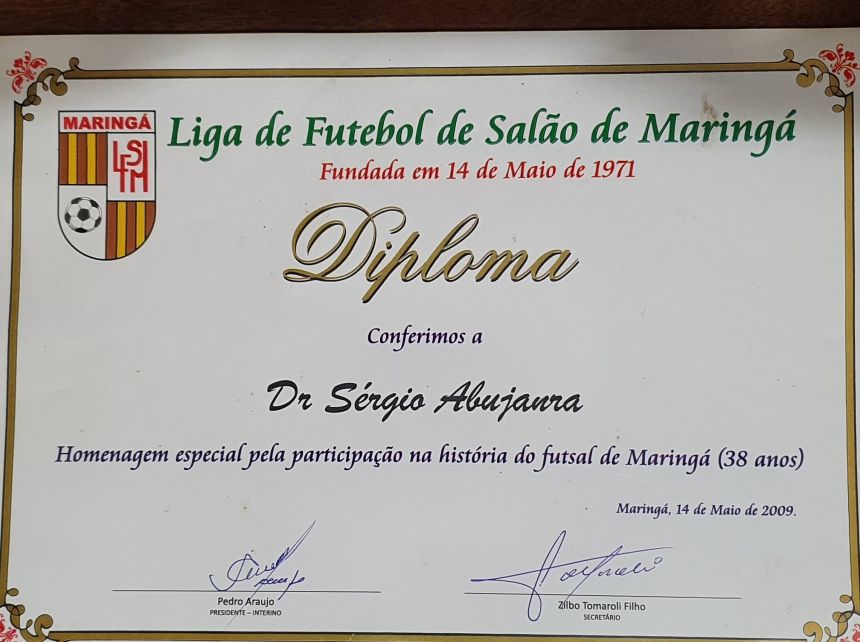 MARINGÁ
LFSM
Liga de Futebol de Salão de Maringá
Fundada em 14 de Maio de 1971
Diploma
Conferimos a
Dr Sérgio Abujanra
Homenagem especial pela participação na história do futsal de Maringá (38 anos)
Maringá, 14 de Maio de 2009.
Pedro Araujo
PRESIDENTE – INTERINO
Zilbo Tomaroli Filho
SECRETÁRIO